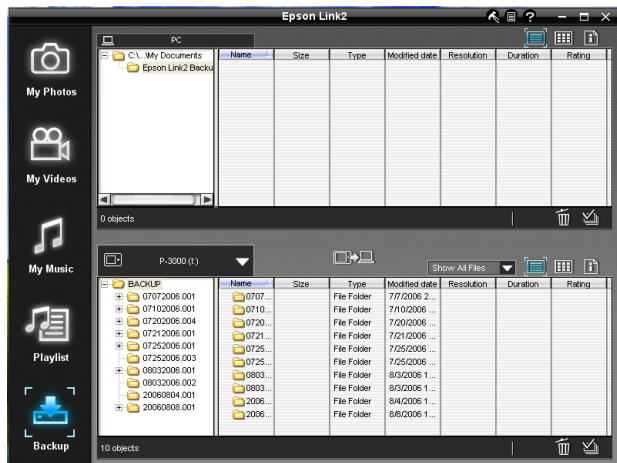 Epson Link2
PC
C:\...\My Documents
Epson Link2 Backu
Name Size Type Modified date Resolution Duration Rating
0 objects
My Photos
My Videos
My Music
Playlist
Backup
P-3000 (I:)
Show All Files
BACKUP
07072006.001
07102006.001
07202006.004
07212006.001
07252006.001
07252006.003
08032006.001
08032006.002
20060804.001
20060808.001
Name Size Type Modified date Resolution Duration Rating
0707... File Folder 7/7/2006 2...
0710... File Folder 7/10/2006 ...
0720... File Folder 7/20/2006 ...
0721... File Folder 7/21/2006 ...
0725... File Folder 7/25/2006 ...
0725... File Folder 7/25/2006 ...
0803... File Folder 8/3/2006 1...
0803... File Folder 8/3/2006 1...
2006... File Folder 8/4/2006 1...
2006... File Folder 8/8/2006 1...
10 objects